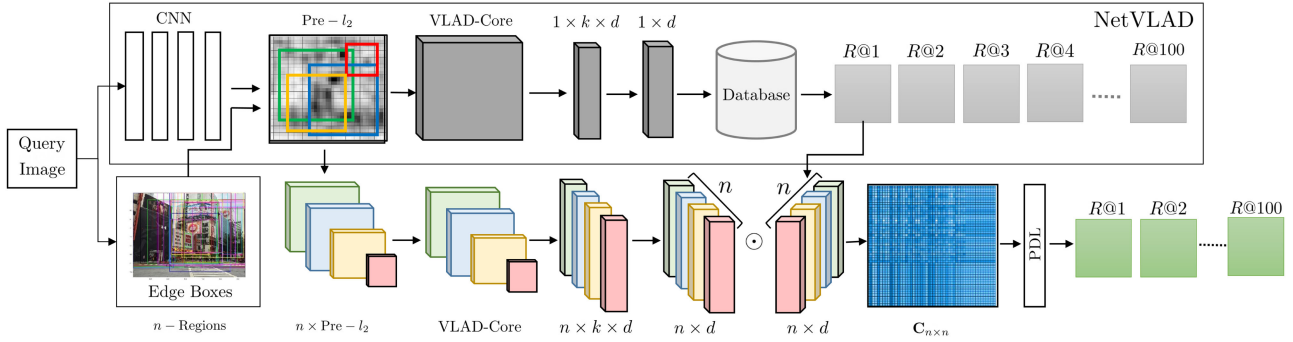 CNN
Pre − l₂
VLAD-Core
1 × k × d
1 × d
NetVLAD
R@1
R@2
R@3
R@4
R@100
Database
Query
Image
n
n
Edge Boxes
PDL
R@1
R@2
R@100
n − Regions
n × Pre − l₂
VLAD-Core
n × k × d
n × d
n × d
C_{n×n}